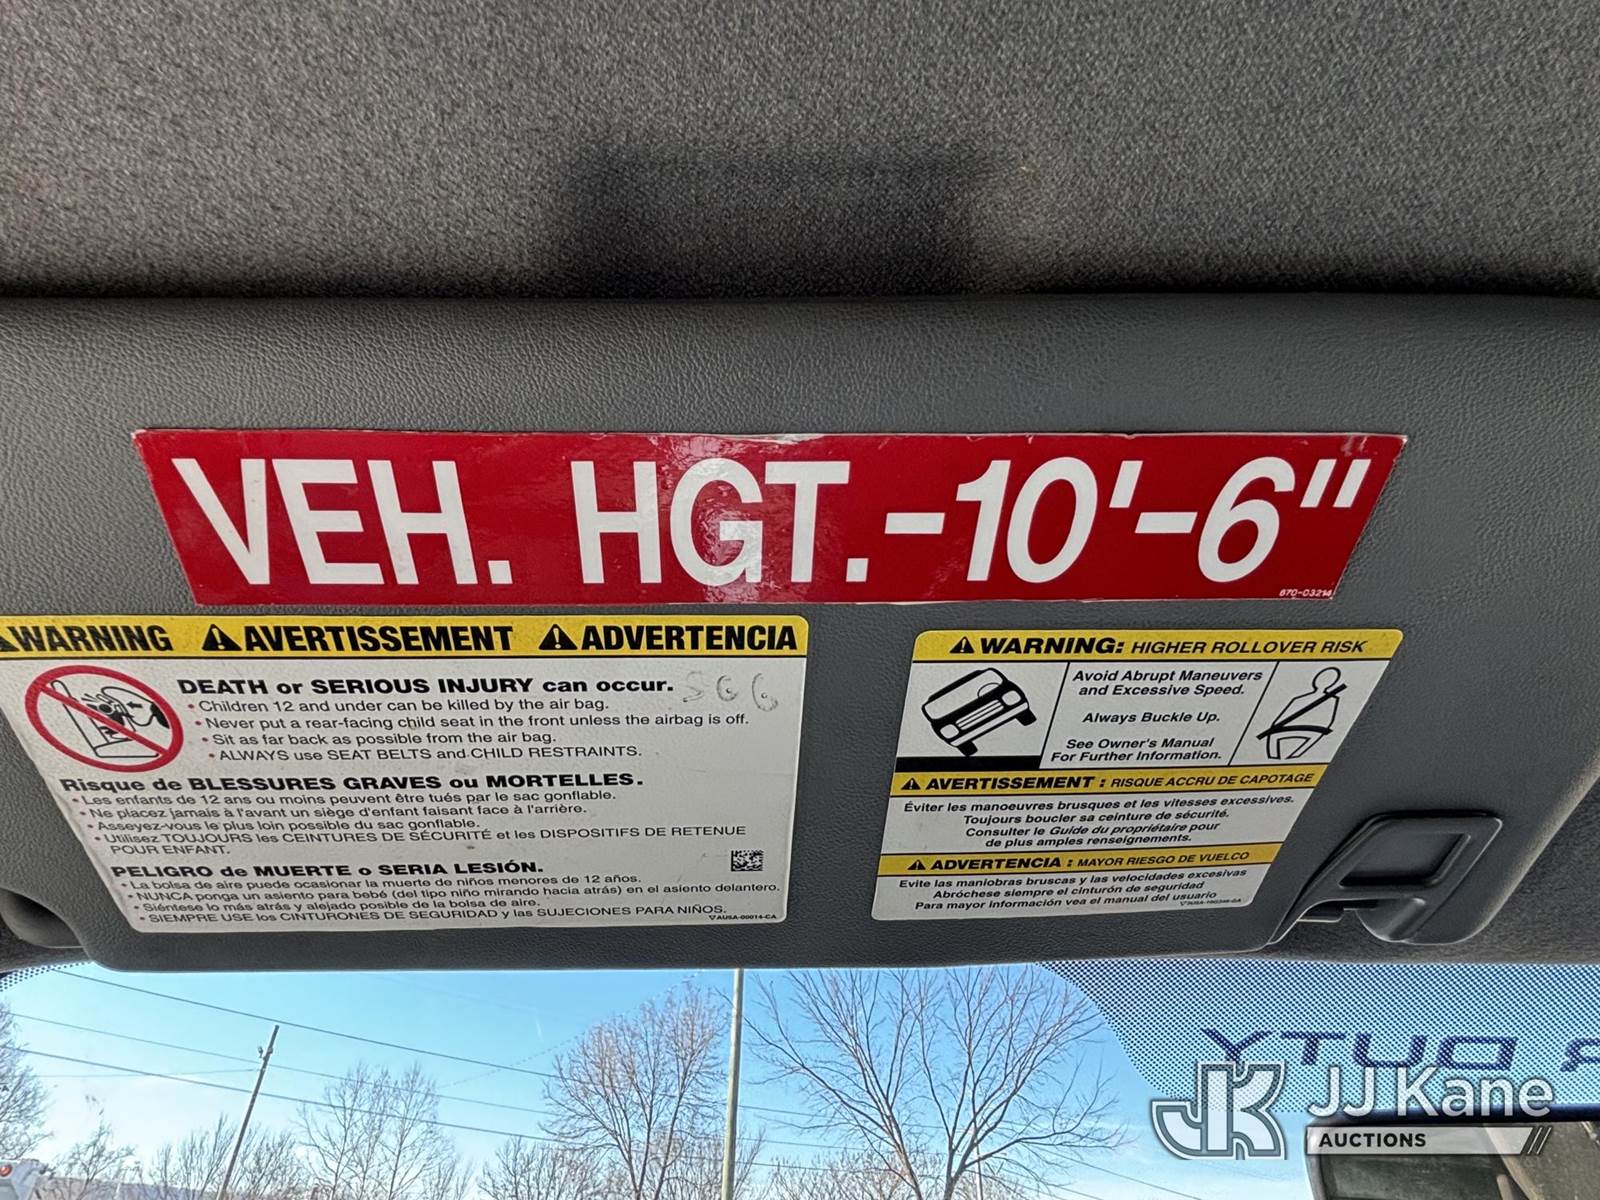 VEH. HGT.-10'-6"
670-03214
WARNING AVERTISSEMENT ADVERTENCIA
DEATH or SERIOUS INJURY can occur. S66
• Children 12 and under can be killed by the air bag.
• Never put a rear-facing child seat in the front unless the airbag is off.
• Sit as far back as possible from the air bag.
• ALWAYS use SEAT BELTS and CHILD RESTRAINTS.
Risque de BLESSURES GRAVES ou MORTELLES.
• Les enfants de 12 ans ou moins peuvent être tués par le sac gonflable.
• Ne placez jamais à l'avant un siège d'enfant faisant face à l'arrière.
• Asseyez-vous le plus loin possible du sac gonflable.
• Utilisez TOUJOURS les CEINTURES DE SÉCURITÉ et les DISPOSITIFS DE RETENUE
POUR ENFANT.
PELIGRO de MUERTE o SERIA LESIÓN.
• La bolsa de aire puede ocasionar la muerte de niños menores de 12 años.
• NUNCA ponga un asiento para bebé (del tipo niño mirando hacia atrás) en el asiento delantero.
• Siéntese lo más atrás y alejado posible de la bolsa de aire.
• SIEMPRE USE los CINTURONES DE SEGURIDAD y las SUJECIONES PARA NIÑOS.
AUSA-00014-CA
WARNING: HIGHER ROLLOVER RISK
Avoid Abrupt Maneuvers
and Excessive Speed.
Always Buckle Up.
See Owner's Manual
For Further Information.
AVERTISSEMENT : RISQUE ACCRU DE CAPOTAGE
Éviter les manoeuvres brusques et les vitesses excessives.
Toujours boucler sa ceinture de sécurité.
Consulter le Guide du propriétaire pour
de plus amples renseignements.
ADVERTENCIA : MAYOR RIESGO DE VUELCO
Evite las maniobras bruscas y las velocidades excesivas
Abróchese siempre el cinturón de seguridad
Para mayor información vea el manual del usuario
R DUTY
JK JJ Kane
AUCTIONS